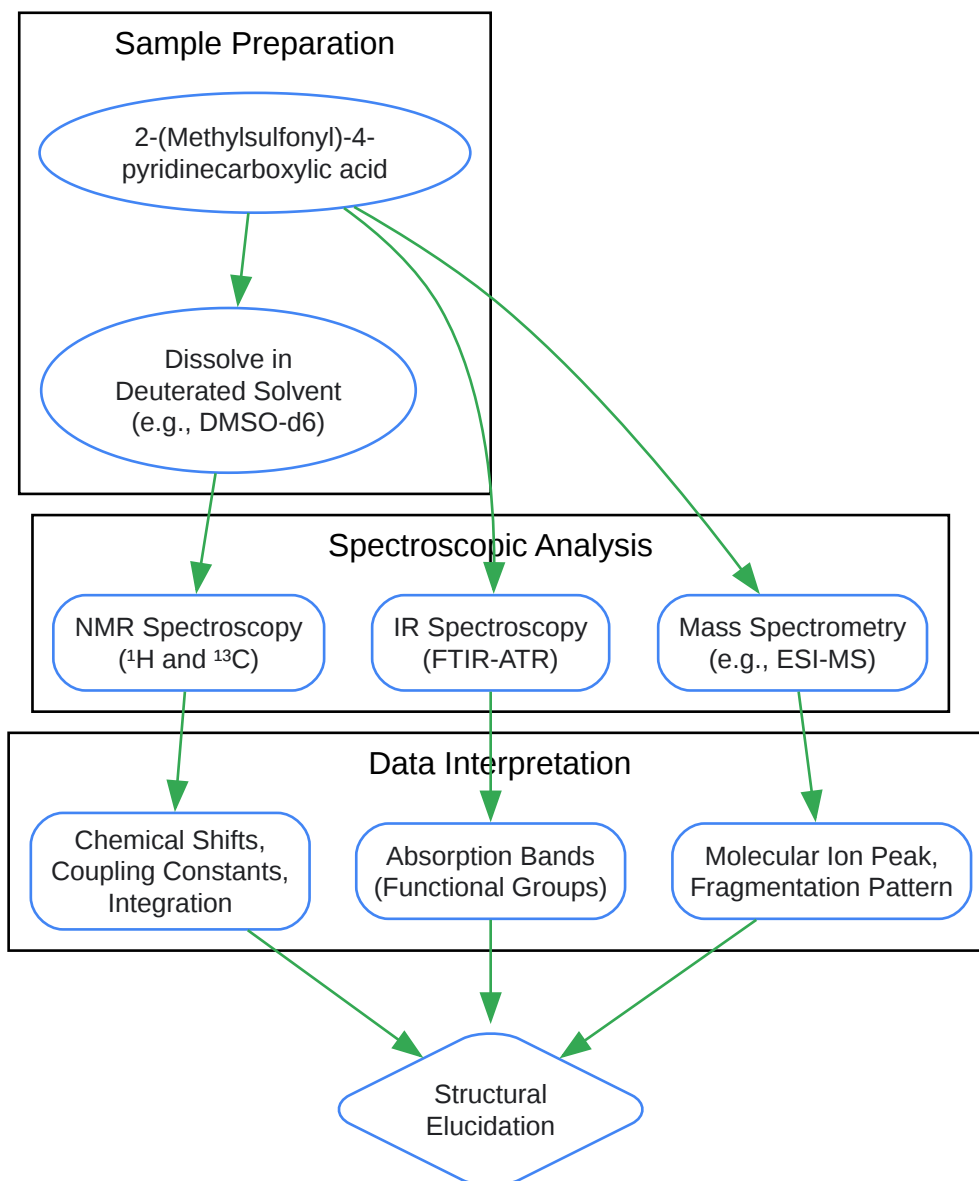 Sample Preparation
2-(Methylsulfonyl)-4-
pyridinecarboxylic acid
Dissolve in
Deuterated Solvent
(e.g., DMSO-d6)
Spectroscopic Analysis
NMR Spectroscopy
(¹H and ¹³C)
IR Spectroscopy
(FTIR-ATR)
Mass Spectrometry
(e.g., ESI-MS)
Data Interpretation
Chemical Shifts,
Coupling Constants,
Integration
Absorption Bands
(Functional Groups)
Molecular Ion Peak,
Fragmentation Pattern
Structural
Elucidation